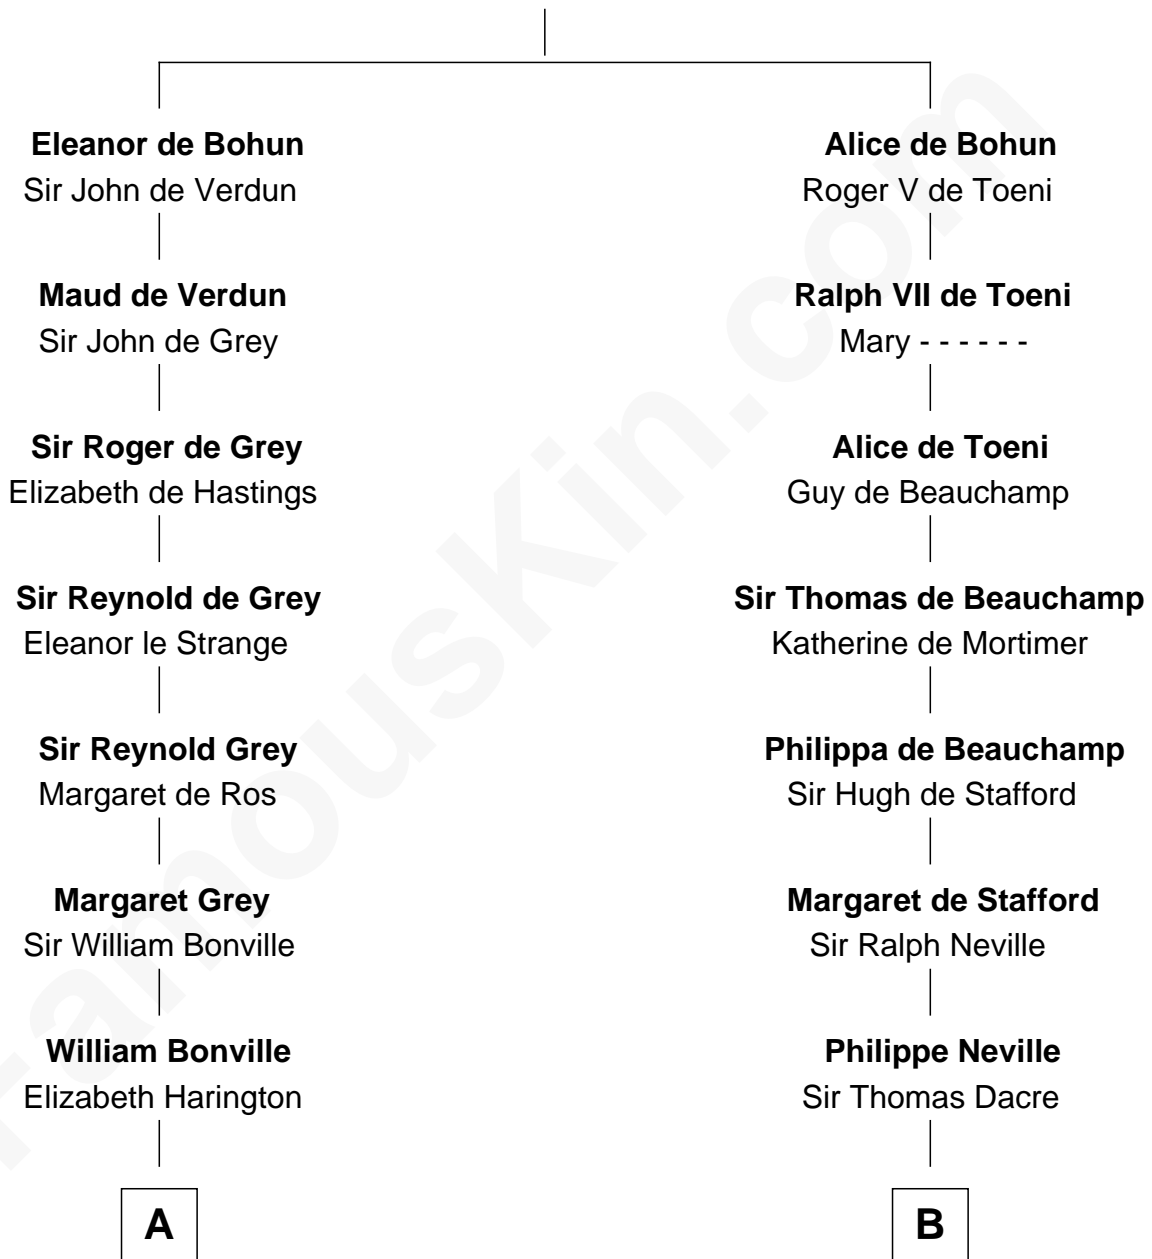 Eleanor de Bohun
Sir John de Verdun
Maud de Verdun
Sir John de Grey
Sir Roger de Grey
Elizabeth de Hastings
Sir Reynold de Grey
Eleanor le Strange
Sir Reynold Grey
Margaret de Ros
Margaret Grey
Sir William Bonville
William Bonville
Elizabeth Harington
A
Alice de Bohun
Roger V de Toeni
Ralph VII de Toeni
Mary - - - - - -
Alice de Toeni
Guy de Beauchamp
Sir Thomas de Beauchamp
Katherine de Mortimer
Philippa de Beauchamp
Sir Hugh de Stafford
Margaret de Stafford
Sir Ralph Neville
Philippe Neville
Sir Thomas Dacre
B
FamousKin.com